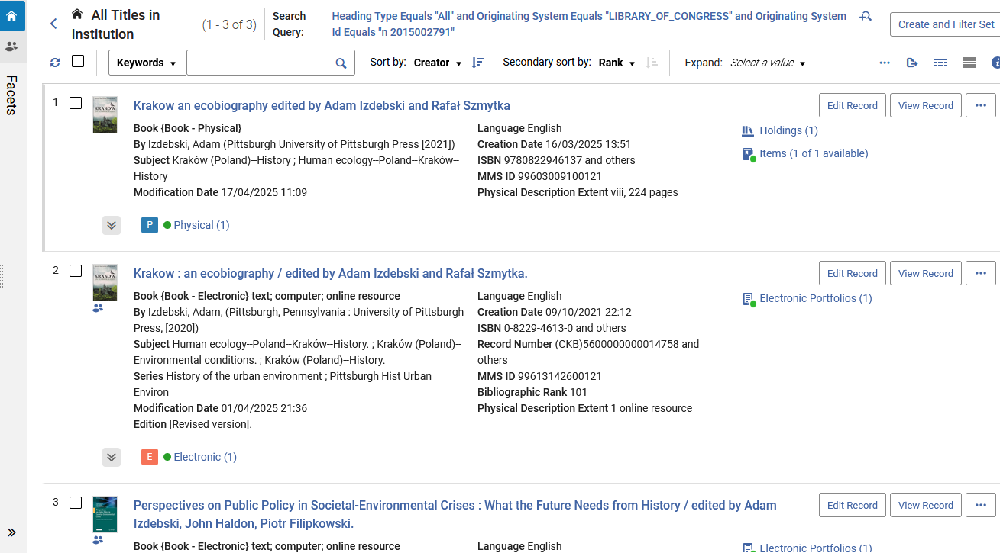 All Titles in
Institution
(1 - 3 of 3)
Search
Query:
Heading Type Equals "All" and Originating System Equals "LIBRARY_OF_CONGRESS" and Originating System
Id Equals "n 2015002791"
Create and Filter Set
Keywords
Sort by: Creator
Secondary sort by: Rank
Expand: Select a value
Facets
1
Krakow an ecobiography edited by Adam Izdebski and Rafał Szmytka
Edit Record
View Record
Book {Book - Physical}
By Izdebski, Adam (Pittsburgh University of Pittsburgh Press [2021])
Subject Kraków (Poland)--History ; Human ecology--Poland--Kraków--
History
Modification Date 17/04/2025 11:09
Language English
Creation Date 16/03/2025 13:51
ISBN 9780822946137 and others
MMS ID 99603009100121
Physical Description Extent viii, 224 pages
Holdings (1)
Items (1 of 1 available)
KRAKOW
P Physical (1)
2
Krakow : an ecobiography / edited by Adam Izdebski and Rafał Szmytka.
Edit Record
View Record
Book {Book - Electronic} text; computer; online resource
By Izdebski, Adam, (Pittsburgh, Pennsylvania : University of Pittsburgh
Press, [2020])
Subject Human ecology--Poland--Kraków--History. ; Kraków (Poland)--
Environmental conditions. ; Kraków (Poland)--History.
Series History of the urban environment ; Pittsburgh Hist Urban
Environ
Modification Date 01/04/2025 21:36
Edition [Revised version].
Language English
Creation Date 09/10/2021 22:12
ISBN 0-8229-4613-0 and others
Record Number (CKB)5600000000014758 and
others
MMS ID 99613142600121
Bibliographic Rank 101
Physical Description Extent 1 online resource
Electronic Portfolios (1)
KRAKOW
E Electronic (1)
3
Perspectives on Public Policy in Societal-Environmental Crises : What the Future Needs from History / edited by Adam
Izdebski, John Haldon, Piotr Filipkowski.
Edit Record
View Record
Book {Book - Electronic} text; computer; online resource
Language English
Electronic Portfolios (1)